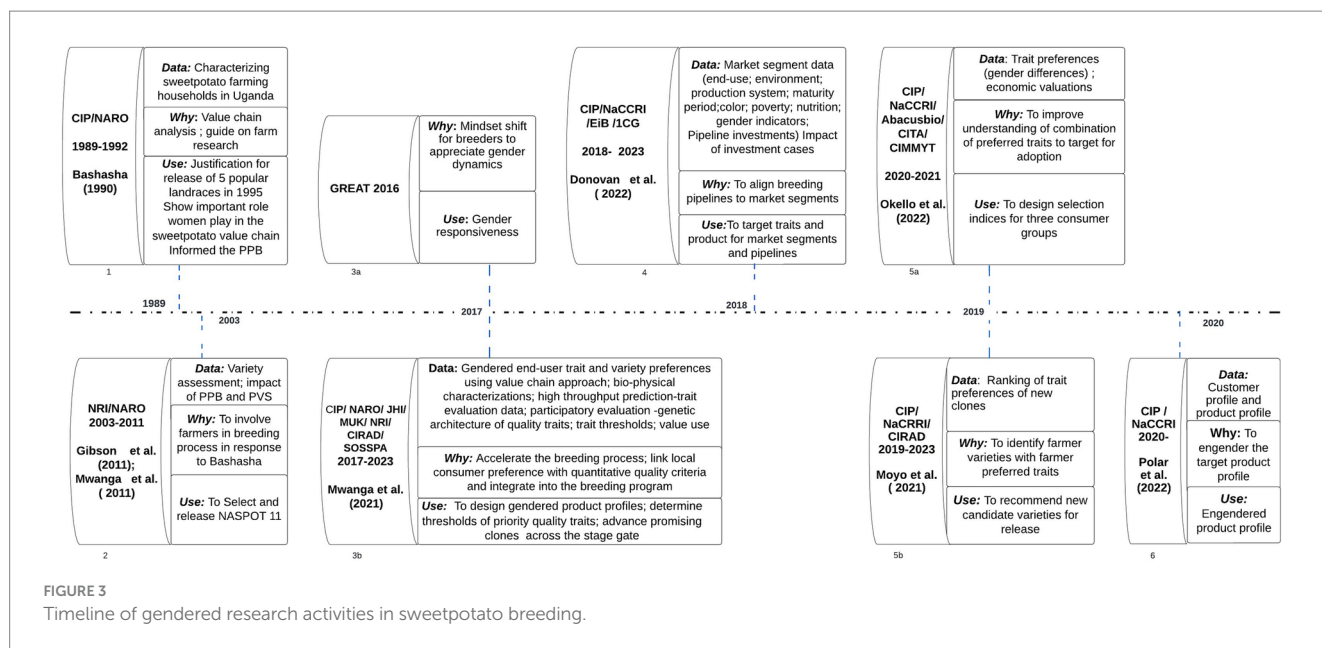 CIP/NARO
1989-1992
Bashasha
(1990)
Data: Characterizing
sweetpotato farming
households in Uganda
Why: Value chain
analysis ; guide on farm
research
Use: Justification for
release of 5 popular
landraces in 1995
Show important role
women play in the
sweetpotato value chain
Informed the PPB
1
GREAT 2016
Why: Mindset shift
for breeders to
appreciate gender
dynamics
Use: Gender
responsiveness
3a
CIP/NaCCRI
/EiB /1CG
2018- 2023
Donovan et al.
( 2022)
Data: Market segment data
(end-use; environment;
production system; maturity
period;color; poverty; nutrition;
gender indicators;
Pipeline investments) Impact
of investment cases
Why: To align breeding
pipelines to market segments
Use:To target traits and
product for market segments
and pipelines
4
CIP/
NaCCRI/
Abacusbio/
CITA/
CIMMYT
2020-2021
Okello et al.
(2022)
Data: Trait preferences
(gender differences) ;
economic valuations
Why: To improve
understanding of combination
of preferred traits to target for
adoption
Use: To design selection
indices for three consumer
groups
5a
1989
2003
2017
2018
2019
2020
NRI/NARO
2003-2011
Gibson et al.
(2011);
Mwanga et al.
( 2011)
Data: Variety
assessment; impact
of PPB and PVS
Why: To involve
farmers in breeding
process in response
to Bashasha
Use: To Select and
release NASPOT 11
2
CIP/ NARO/ JHI/
MUK/ NRI/
CIRAD/
SOSSPA
2017-2023
Mwanga et al.
(2021)
Data: Gendered end-user trait and variety preferences
using value chain approach; bio-physical
characterizations; high throughput prediction-trait
evaluation data; participatory evaluation -genetic
architecture of quality traits; trait thresholds; value use
Why: Accelerate the breeding process; link local
consumer preference with quantitative quality criteria
and integrate into the breeding program
Use: To design gendered product profiles; determine
thresholds of priority quality traits; advance promising
clones across the stage gate
3b
CIP/
NaCRRI/
CIRAD
2019-2023
Moyo et al.
( 2021)
Data: Ranking of trait
preferences of new
clones
Why: To identify farmer
varieties with farmer
preferred traits
Use: To recommend new
candidate varieties for
release
5b
CIP /
NaCCRI
2020-
Polar
et al.
(2022)
Data:
Customer
profile and
product profile
Why: To
engender the
target product
profile
Use:
Engendered
product profile
6
FIGURE 3
Timeline of gendered research activities in sweetpotato breeding.